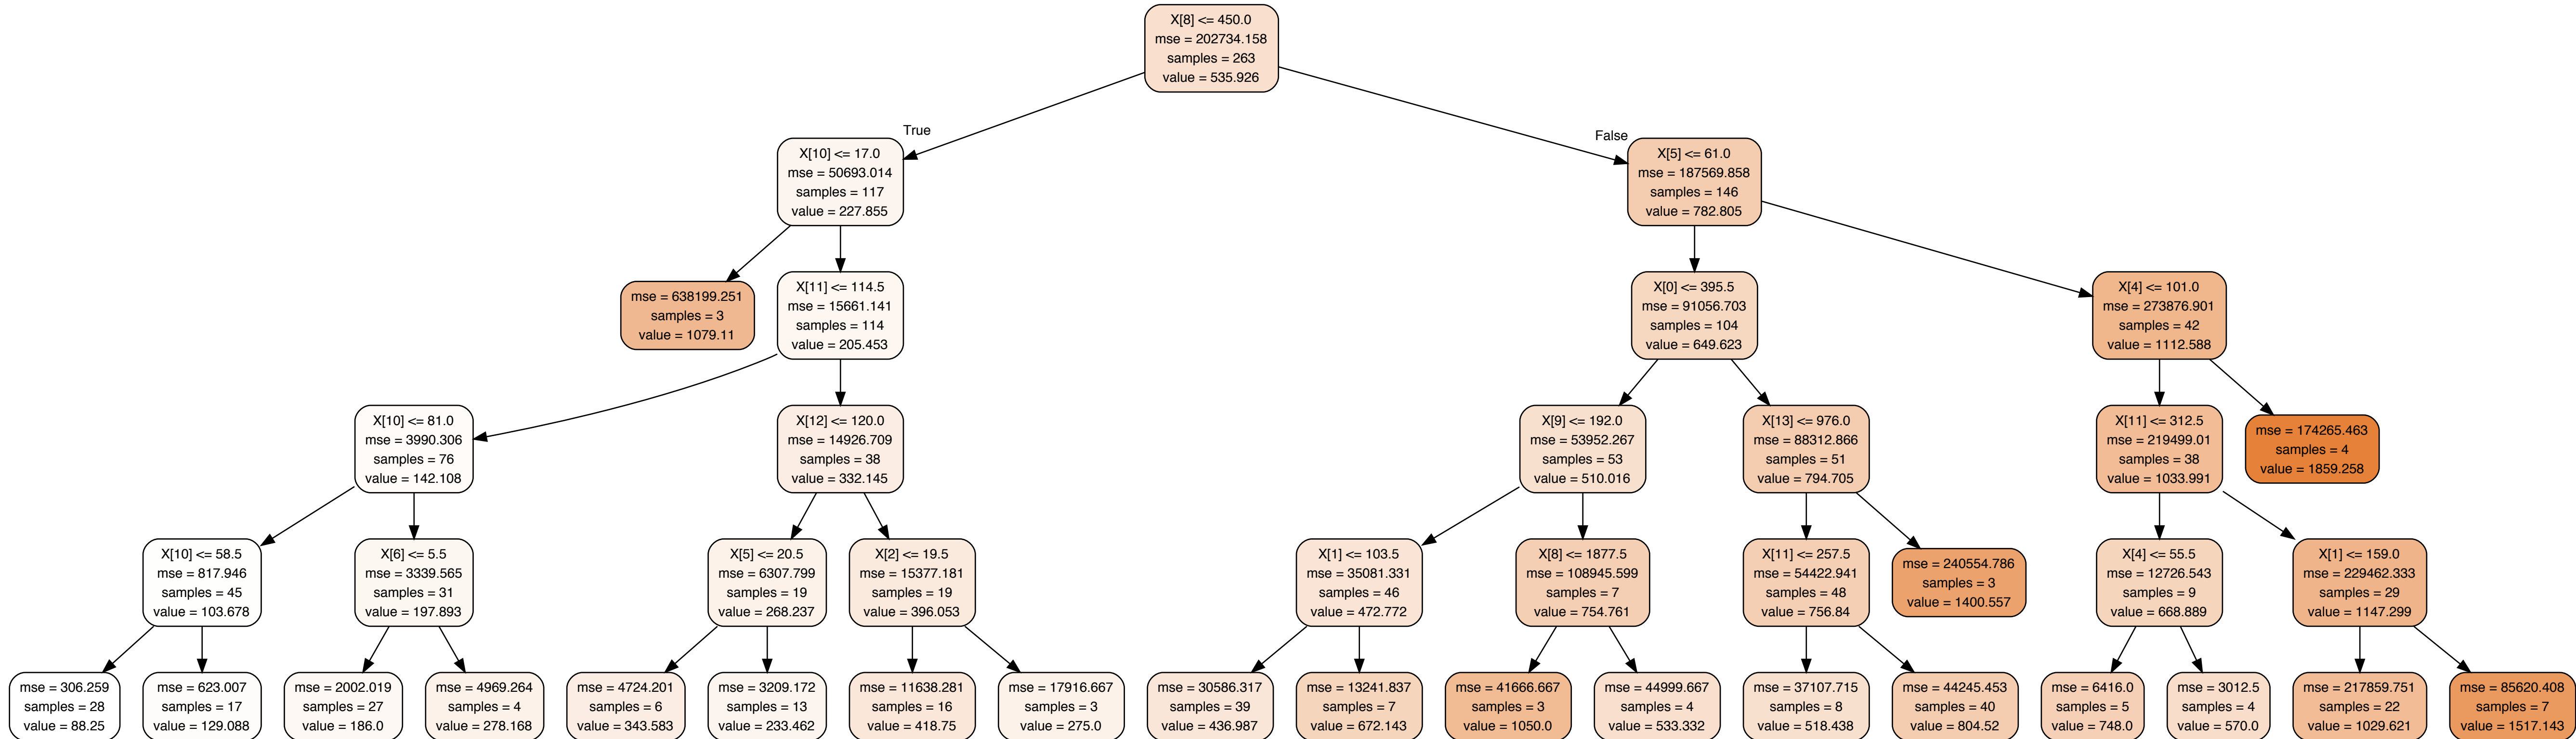 X[8] <= 450.0
mse = 202734.158
samples = 263
value = 535.926
True
False
X[10] <= 17.0
mse = 50693.014
samples = 117
value = 227.855
X[5] <= 61.0
mse = 187569.858
samples = 146
value = 782.805
mse = 638199.251
samples = 3
value = 1079.11
X[11] <= 114.5
mse = 15661.141
samples = 114
value = 205.453
X[0] <= 395.5
mse = 91056.703
samples = 104
value = 649.623
X[4] <= 101.0
mse = 273876.901
samples = 42
value = 1112.588
X[10] <= 81.0
mse = 3990.306
samples = 76
value = 142.108
X[12] <= 120.0
mse = 14926.709
samples = 38
value = 332.145
X[9] <= 192.0
mse = 53952.267
samples = 53
value = 510.016
X[13] <= 976.0
mse = 88312.866
samples = 51
value = 794.705
X[11] <= 312.5
mse = 219499.01
samples = 38
value = 1033.991
mse = 174265.463
samples = 4
value = 1859.258
X[10] <= 58.5
mse = 817.946
samples = 45
value = 103.678
X[6] <= 5.5
mse = 3339.565
samples = 31
value = 197.893
X[5] <= 20.5
mse = 6307.799
samples = 19
value = 268.237
X[2] <= 19.5
mse = 15377.181
samples = 19
value = 396.053
X[1] <= 103.5
mse = 35081.331
samples = 46
value = 472.772
X[8] <= 1877.5
mse = 108945.599
samples = 7
value = 754.761
X[11] <= 257.5
mse = 54422.941
samples = 48
value = 756.84
mse = 240554.786
samples = 3
value = 1400.557
X[4] <= 55.5
mse = 12726.543
samples = 9
value = 668.889
X[1] <= 159.0
mse = 229462.333
samples = 29
value = 1147.299
mse = 306.259
samples = 28
value = 88.25
mse = 623.007
samples = 17
value = 129.088
mse = 2002.019
samples = 27
value = 186.0
mse = 4969.264
samples = 4
value = 278.168
mse = 4724.201
samples = 6
value = 343.583
mse = 3209.172
samples = 13
value = 233.462
mse = 11638.281
samples = 16
value = 418.75
mse = 17916.667
samples = 3
value = 275.0
mse = 30586.317
samples = 39
value = 436.987
mse = 13241.837
samples = 7
value = 672.143
mse = 41666.667
samples = 3
value = 1050.0
mse = 44999.667
samples = 4
value = 533.332
mse = 37107.715
samples = 8
value = 518.438
mse = 44245.453
samples = 40
value = 804.52
mse = 6416.0
samples = 5
value = 748.0
mse = 3012.5
samples = 4
value = 570.0
mse = 217859.751
samples = 22
value = 1029.621
mse = 85620.408
samples = 7
value = 1517.143